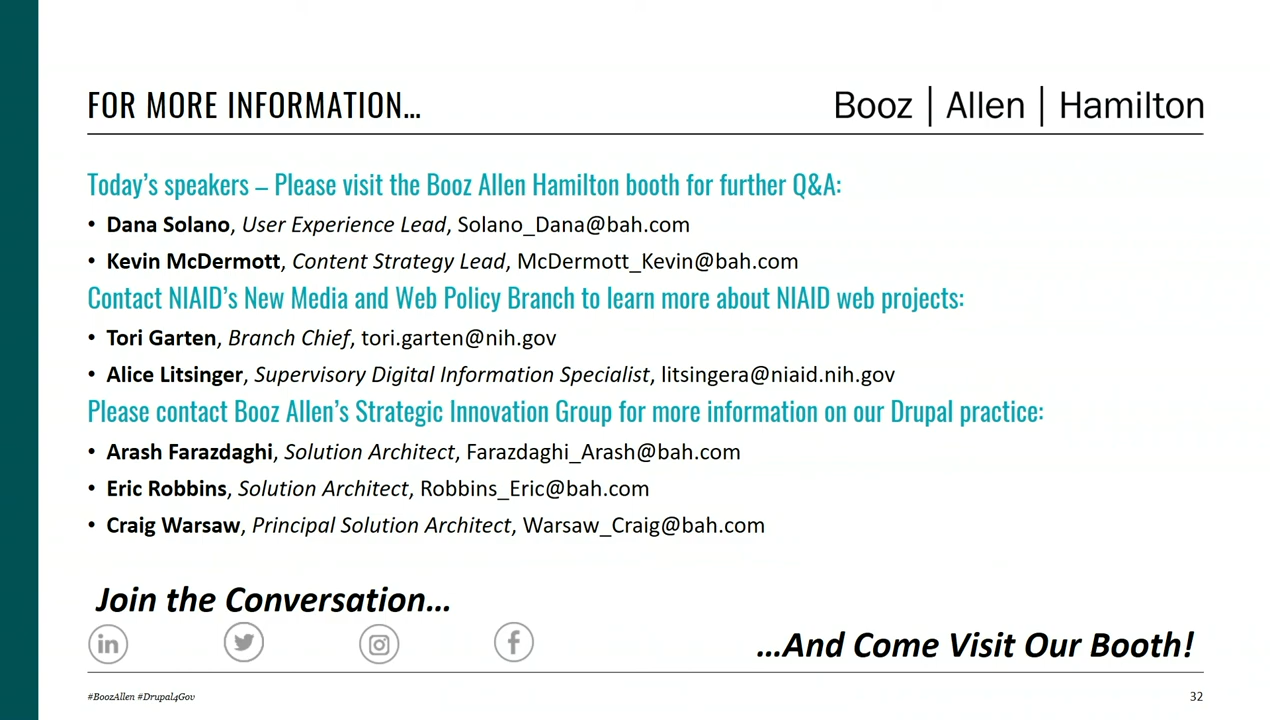 FOR MORE INFORMATION…
Booz | Allen | Hamilton
Today's speakers – Please visit the Booz Allen Hamilton booth for further Q&A:
• Dana Solano, User Experience Lead, Solano_Dana@bah.com
• Kevin McDermott, Content Strategy Lead, McDermott_Kevin@bah.com
Contact NIAID's New Media and Web Policy Branch to learn more about NIAID web projects:
• Tori Garten, Branch Chief, tori.garten@nih.gov
• Alice Litsinger, Supervisory Digital Information Specialist, litsingera@niaid.nih.gov
Please contact Booz Allen's Strategic Innovation Group for more information on our Drupal practice:
• Arash Farazdaghi, Solution Architect, Farazdaghi_Arash@bah.com
• Eric Robbins, Solution Architect, Robbins_Eric@bah.com
• Craig Warsaw, Principal Solution Architect, Warsaw_Craig@bah.com
Join the Conversation…
in f
…And Come Visit Our Booth!
#BoozAllen #Drupal4Gov
32